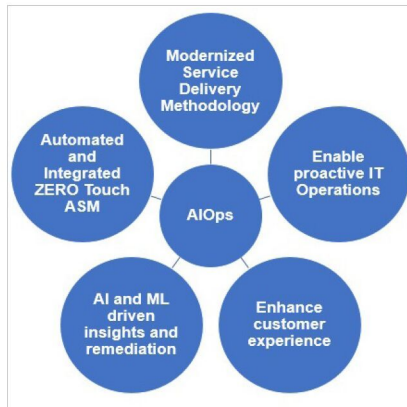 Modernized
Service
Delivery
Methodology
Automated
and
Integrated
ZERO Touch
ASM
Enable
proactive IT
Operations
AIOps
AI and ML
driven
insights and
remediation
Enhance
customer
experience